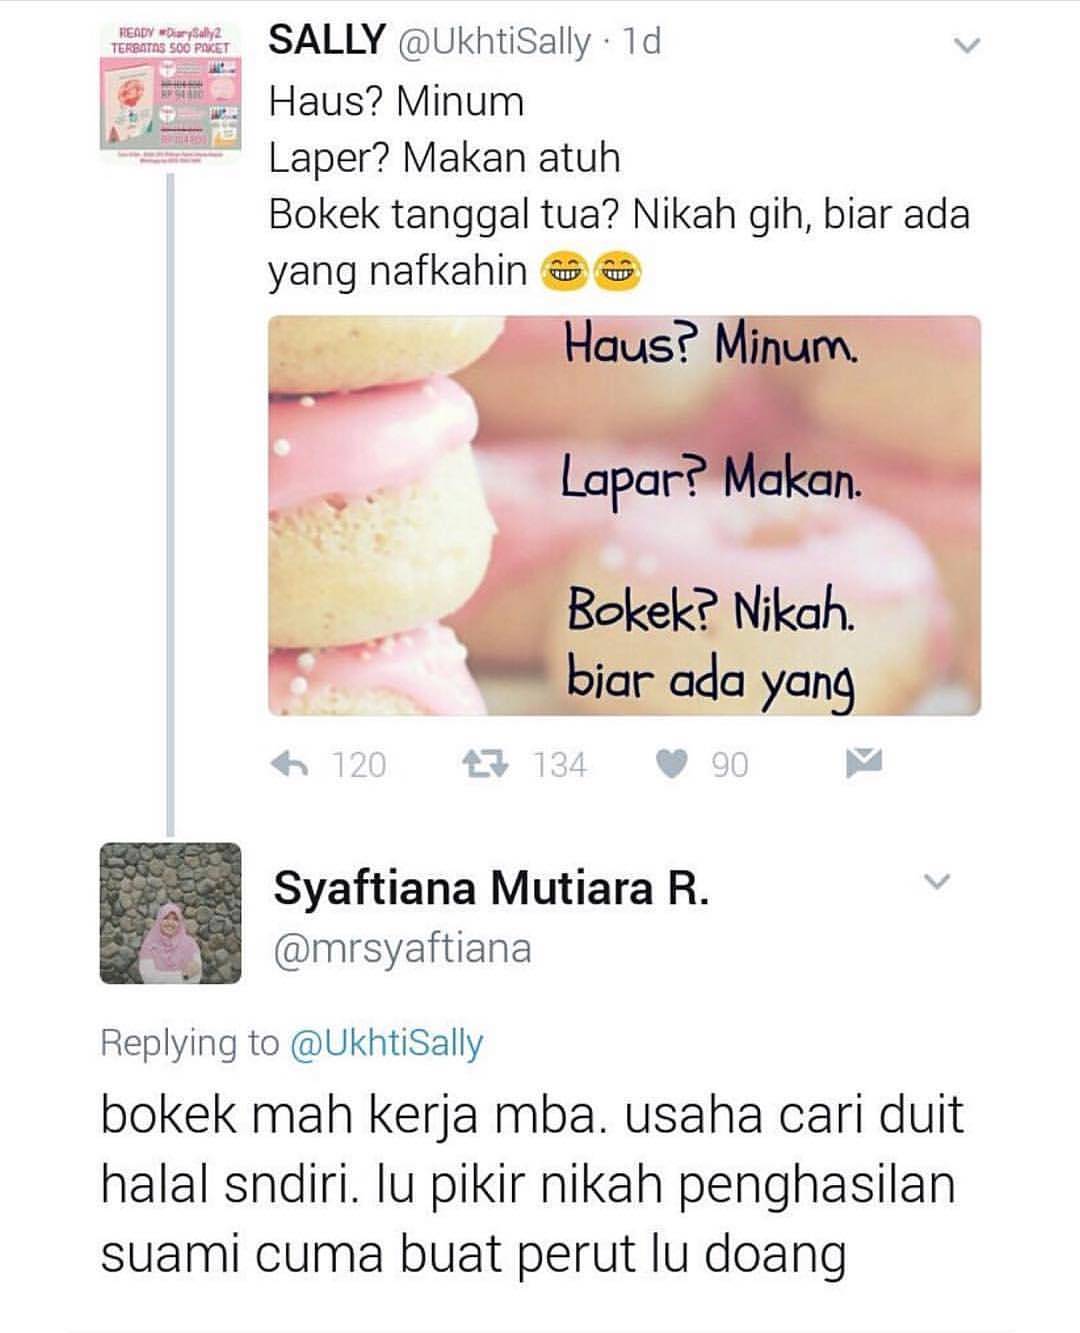 READY #DiarySally2
TERBATAS 500 PAKET
SALLY @UkhtiSally · 1d
Haus? Minum
Laper? Makan atuh
Bokek tanggal tua? Nikah gih, biar ada
yang nafkahin 😂😂
Haus? Minum.
Lapar? Makan.
Bokek? Nikah.
biar ada yang
120 134 90
Syaftiana Mutiara R.
@mrsyaftiana
Replying to @UkhtiSally
bokek mah kerja mba. usaha cari duit
halal sndiri. lu pikir nikah penghasilan
suami cuma buat perut lu doang